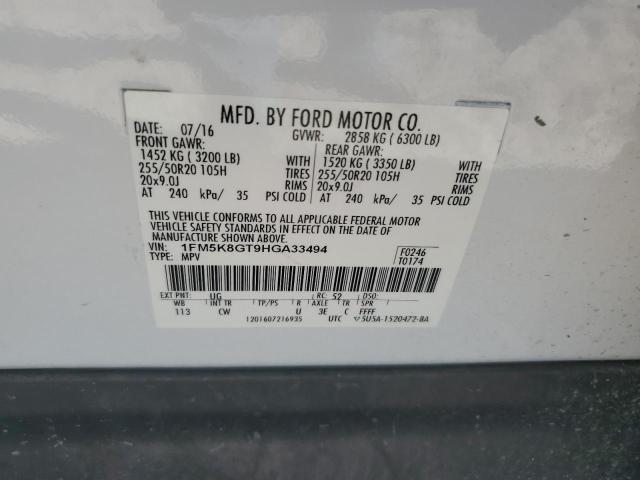 MFD. BY FORD MOTOR CO.
DATE: 07/16 GVWR: 2858 KG ( 6300 LB)
FRONT GAWR: REAR GAWR:
1452 KG ( 3200 LB) WITH 1520 KG ( 3350 LB) WITH
255/50R20 105H TIRES 255/50R20 105H TIRES
20x9.0J RIMS 20x9.0J RIMS
AT 240 kPa/ 35 PSI COLD AT 240 kPa/ 35 PSI COLD
THIS VEHICLE CONFORMS TO ALL APPLICABLE FEDERAL MOTOR
VEHICLE SAFETY STANDARDS IN EFFECT ON THE DATE OF
MANUFACTURE SHOWN ABOVE.
VIN: 1FM5K8GT9HGA33494 F0246
TYPE: MPV T0174
EXT PNT: UG RC: 52 DSO:
WB INT TR TP/PS R AXLE TR SPR
113 CW U 3E C FFFF
1201607216935 UTC ▽5U5A-1520472-BA